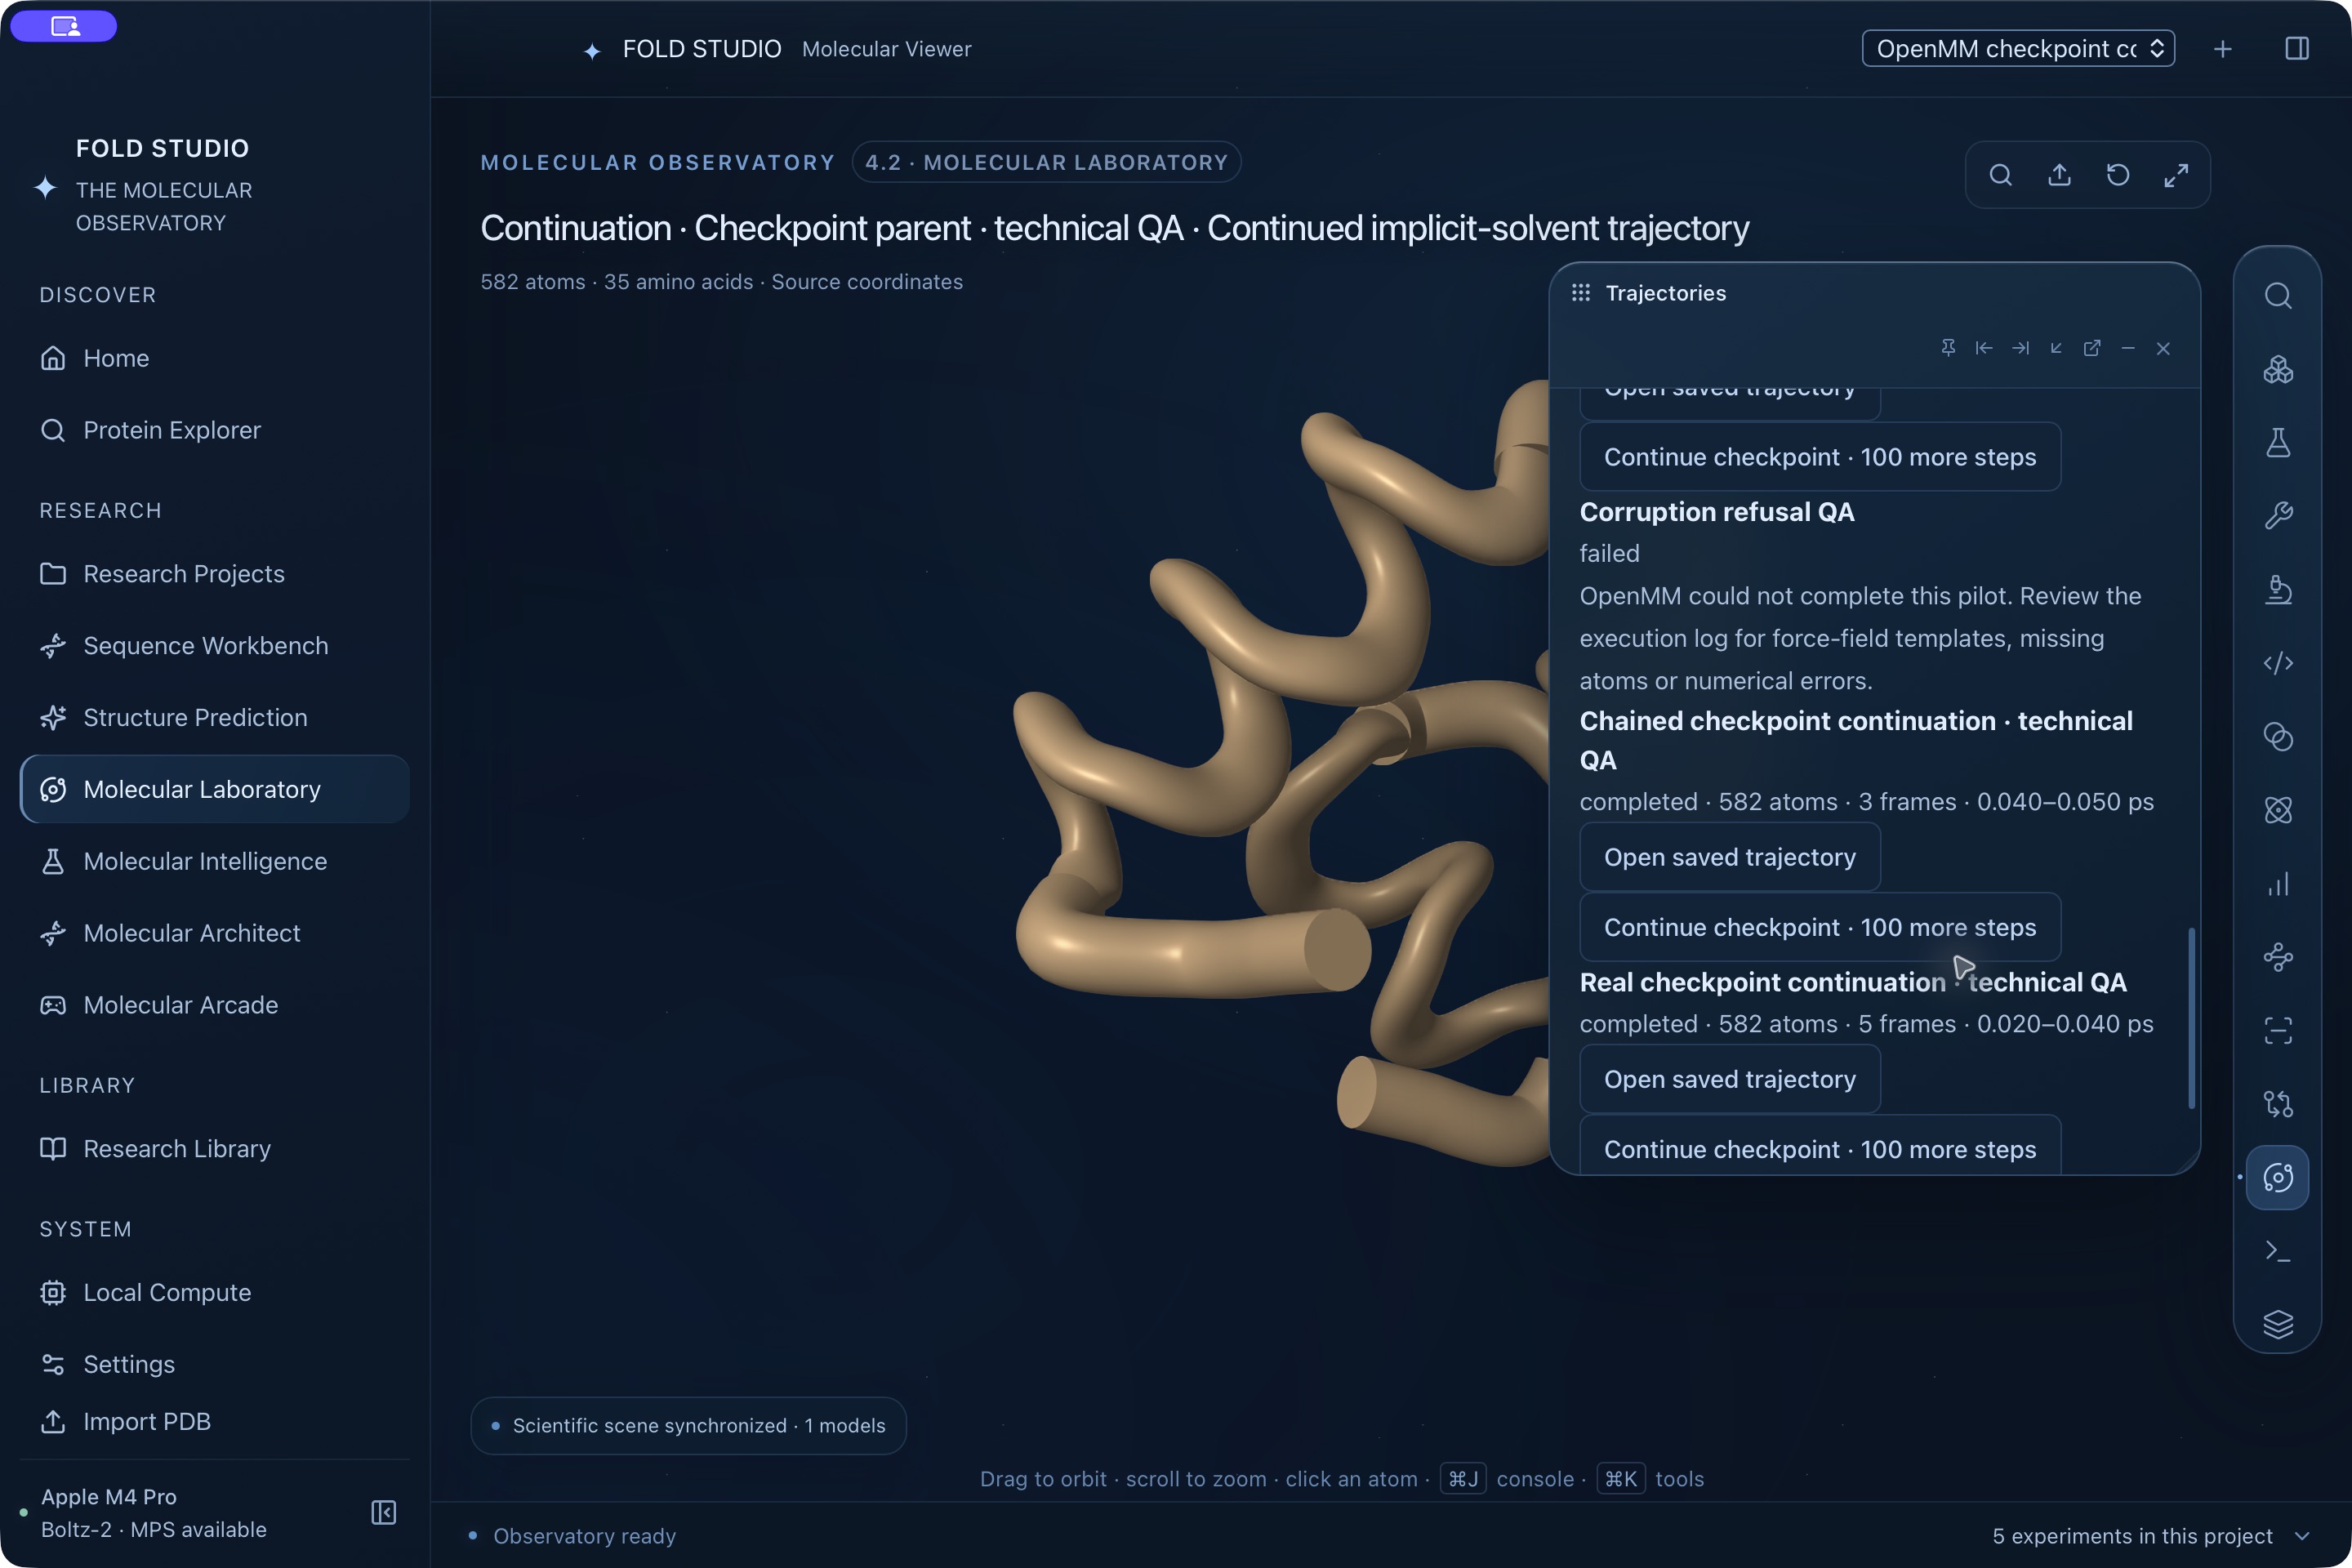 FOLD STUDIO
THE MOLECULAR
OBSERVATORY
DISCOVER
Home
Protein Explorer
RESEARCH
Research Projects
Sequence Workbench
Structure Prediction
Molecular Laboratory
Molecular Intelligence
Molecular Architect
Molecular Arcade
LIBRARY
Research Library
SYSTEM
Local Compute
Settings
Import PDB
Apple M4 Pro
Boltz-2 · MPS available
FOLD STUDIO Molecular Viewer
OpenMM checkpoint
MOLECULAR OBSERVATORY 4.2 · MOLECULAR LABORATORY
Continuation · Checkpoint parent · technical QA · Continued implicit-solvent trajectory
582 atoms · 35 amino acids · Source coordinates
Trajectories
Open saved trajectory
Continue checkpoint · 100 more steps
Corruption refusal QA
failed
OpenMM could not complete this pilot. Review the
execution log for force-field templates, missing
atoms or numerical errors.
Chained checkpoint continuation · technical
QA
completed · 582 atoms · 3 frames · 0.040–0.050 ps
Open saved trajectory
Continue checkpoint · 100 more steps
Real checkpoint continuation · technical QA
completed · 582 atoms · 5 frames · 0.020–0.040 ps
Open saved trajectory
Continue checkpoint · 100 more steps
Scientific scene synchronized · 1 models
Drag to orbit · scroll to zoom · click an atom · ⌘J console · ⌘K tools
Observatory ready
5 experiments in this project